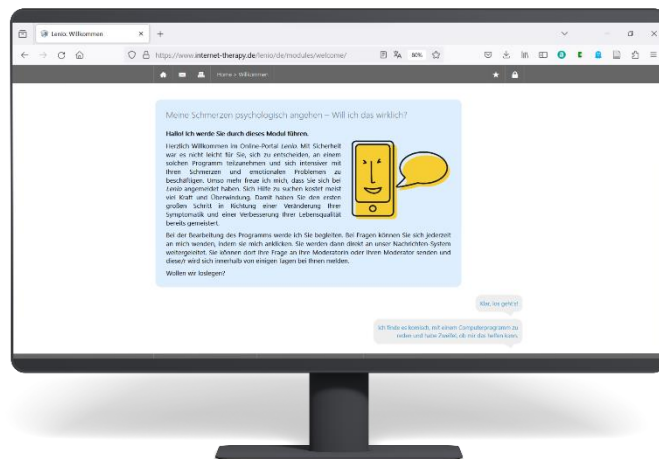 Lenio. Willkommen
https://www.internet-therapy.de/lenio/de/modules/welcome/
60%
Home > Willkommen
Meine Schmerzen psychologisch angehen – Will ich das wirklich?
Hallo! Ich werde Sie durch dieses Modul führen.
Herzlich Willkommen im Online-Portal Lenio. Mit Sicherheit
war es nicht leicht für Sie, sich zu entscheiden, an einem
solchen Programm teilzunehmen und sich intensiver mit
Ihren Schmerzen und emotionalen Problemen zu
beschäftigen. Umso mehr freue ich mich, dass Sie sich bei
Lenio angemeldet haben. Sich Hilfe zu suchen kostet meist
viel Kraft und Überwindung. Damit haben Sie den ersten
großen Schritt in Richtung einer Veränderung Ihrer
Symptomatik und einer Verbesserung Ihrer Lebensqualität
bereits gemeistert.
Bei der Bearbeitung des Programms werde ich Sie begleiten. Bei Fragen können Sie sich jederzeit
an mich wenden, indem sie mich anklicken. Sie werden dann direkt an unser Nachrichten-System
weitergeleitet. Sie können dort Ihre Frage an Ihre Moderatorin oder Ihren Moderator senden und
diese/r wird sich innerhalb von einigen Tagen bei Ihnen melden.
Wollen wir loslegen?
Klar, los geht's!
Ich finde es komisch, mit einem Computerprogramm zu
reden und habe Zweifel, ob mir das helfen kann.